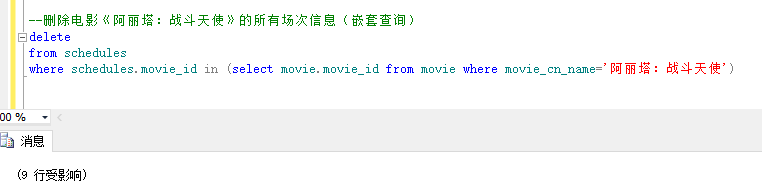 --删除电影《阿丽塔：战斗天使》的所有场次信息（嵌套查询）
delete
from schedules
where schedules.movie_id in (select movie.movie_id from movie where movie_cn_name='阿丽塔：战斗天使')
00 %
消息
(9 行受影响)